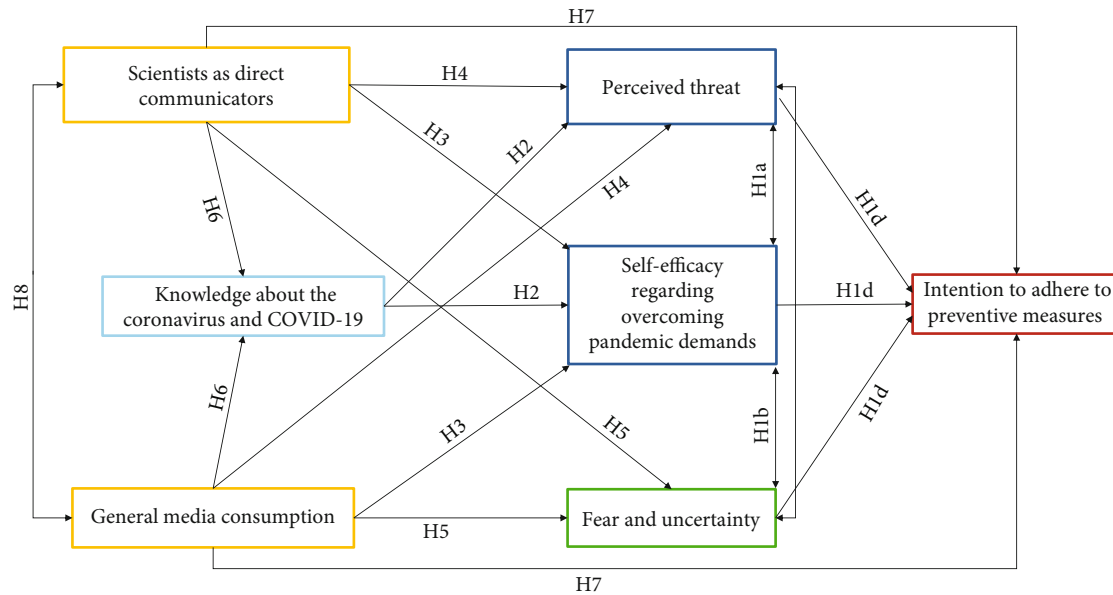 H7
Scientists as direct
communicators
H4
Perceived threat
H3
H2
H4
H1a
H1d
H6
H8
Knowledge about the
coronavirus and COVID-19
H2
Self-efficacy
regarding
overcoming
pandemic demands
H1d
Intention to adhere to
preventive measures
H6
H3
H5
H1b
H1d
General media consumption
H5
Fear and uncertainty
H7